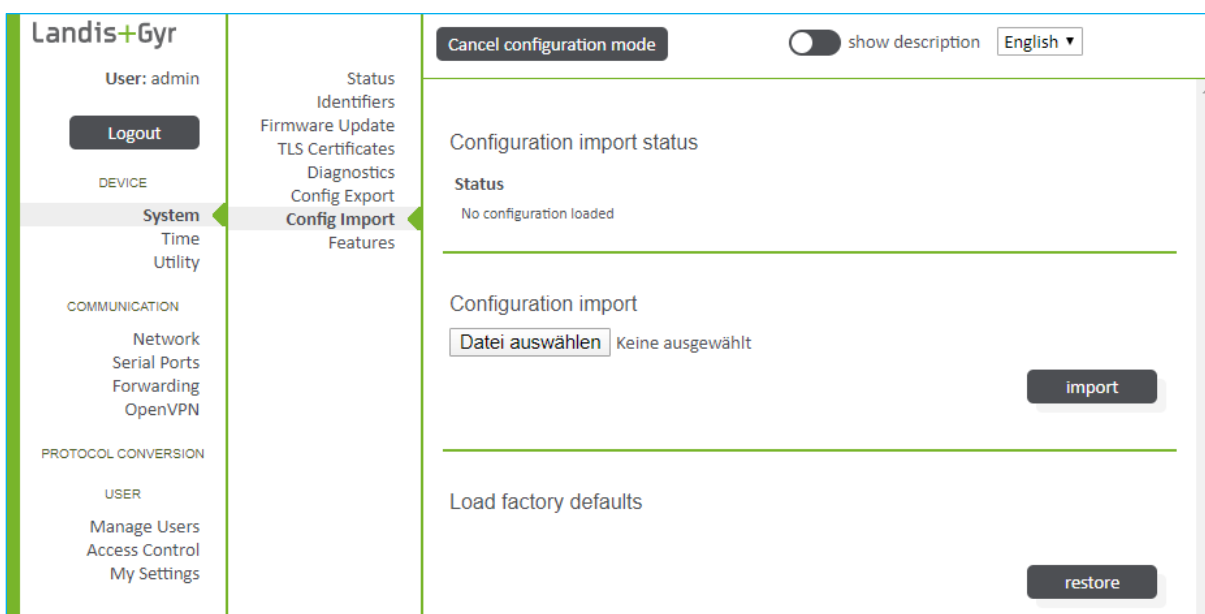 Landis+Gyr
User: admin
Logout
DEVICE
System
Time
Utility
COMMUNICATION
Network
Serial Ports
Forwarding
OpenVPN
PROTOCOL CONVERSION
USER
Manage Users
Access Control
My Settings
Status
Identifiers
Firmware Update
TLS Certificates
Diagnostics
Config Export
Config Import
Features
Cancel configuration mode
show description
English
Configuration import status
Status
No configuration loaded
Configuration import
Datei auswählen Keine ausgewählt
import
Load factory defaults
restore